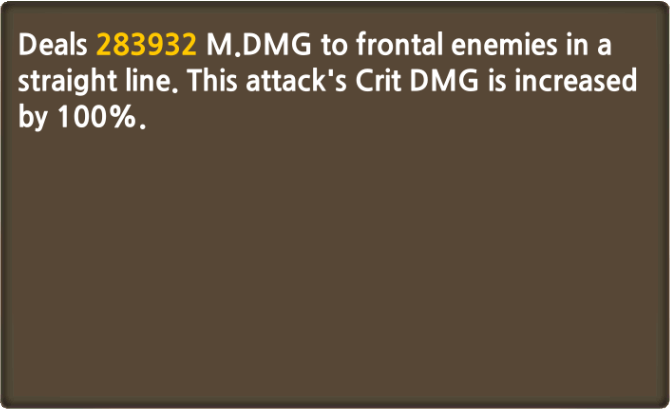 Deals 283932 M.DMG to frontal enemies in a
straight line. This attack's Crit DMG is increased
by 100%.